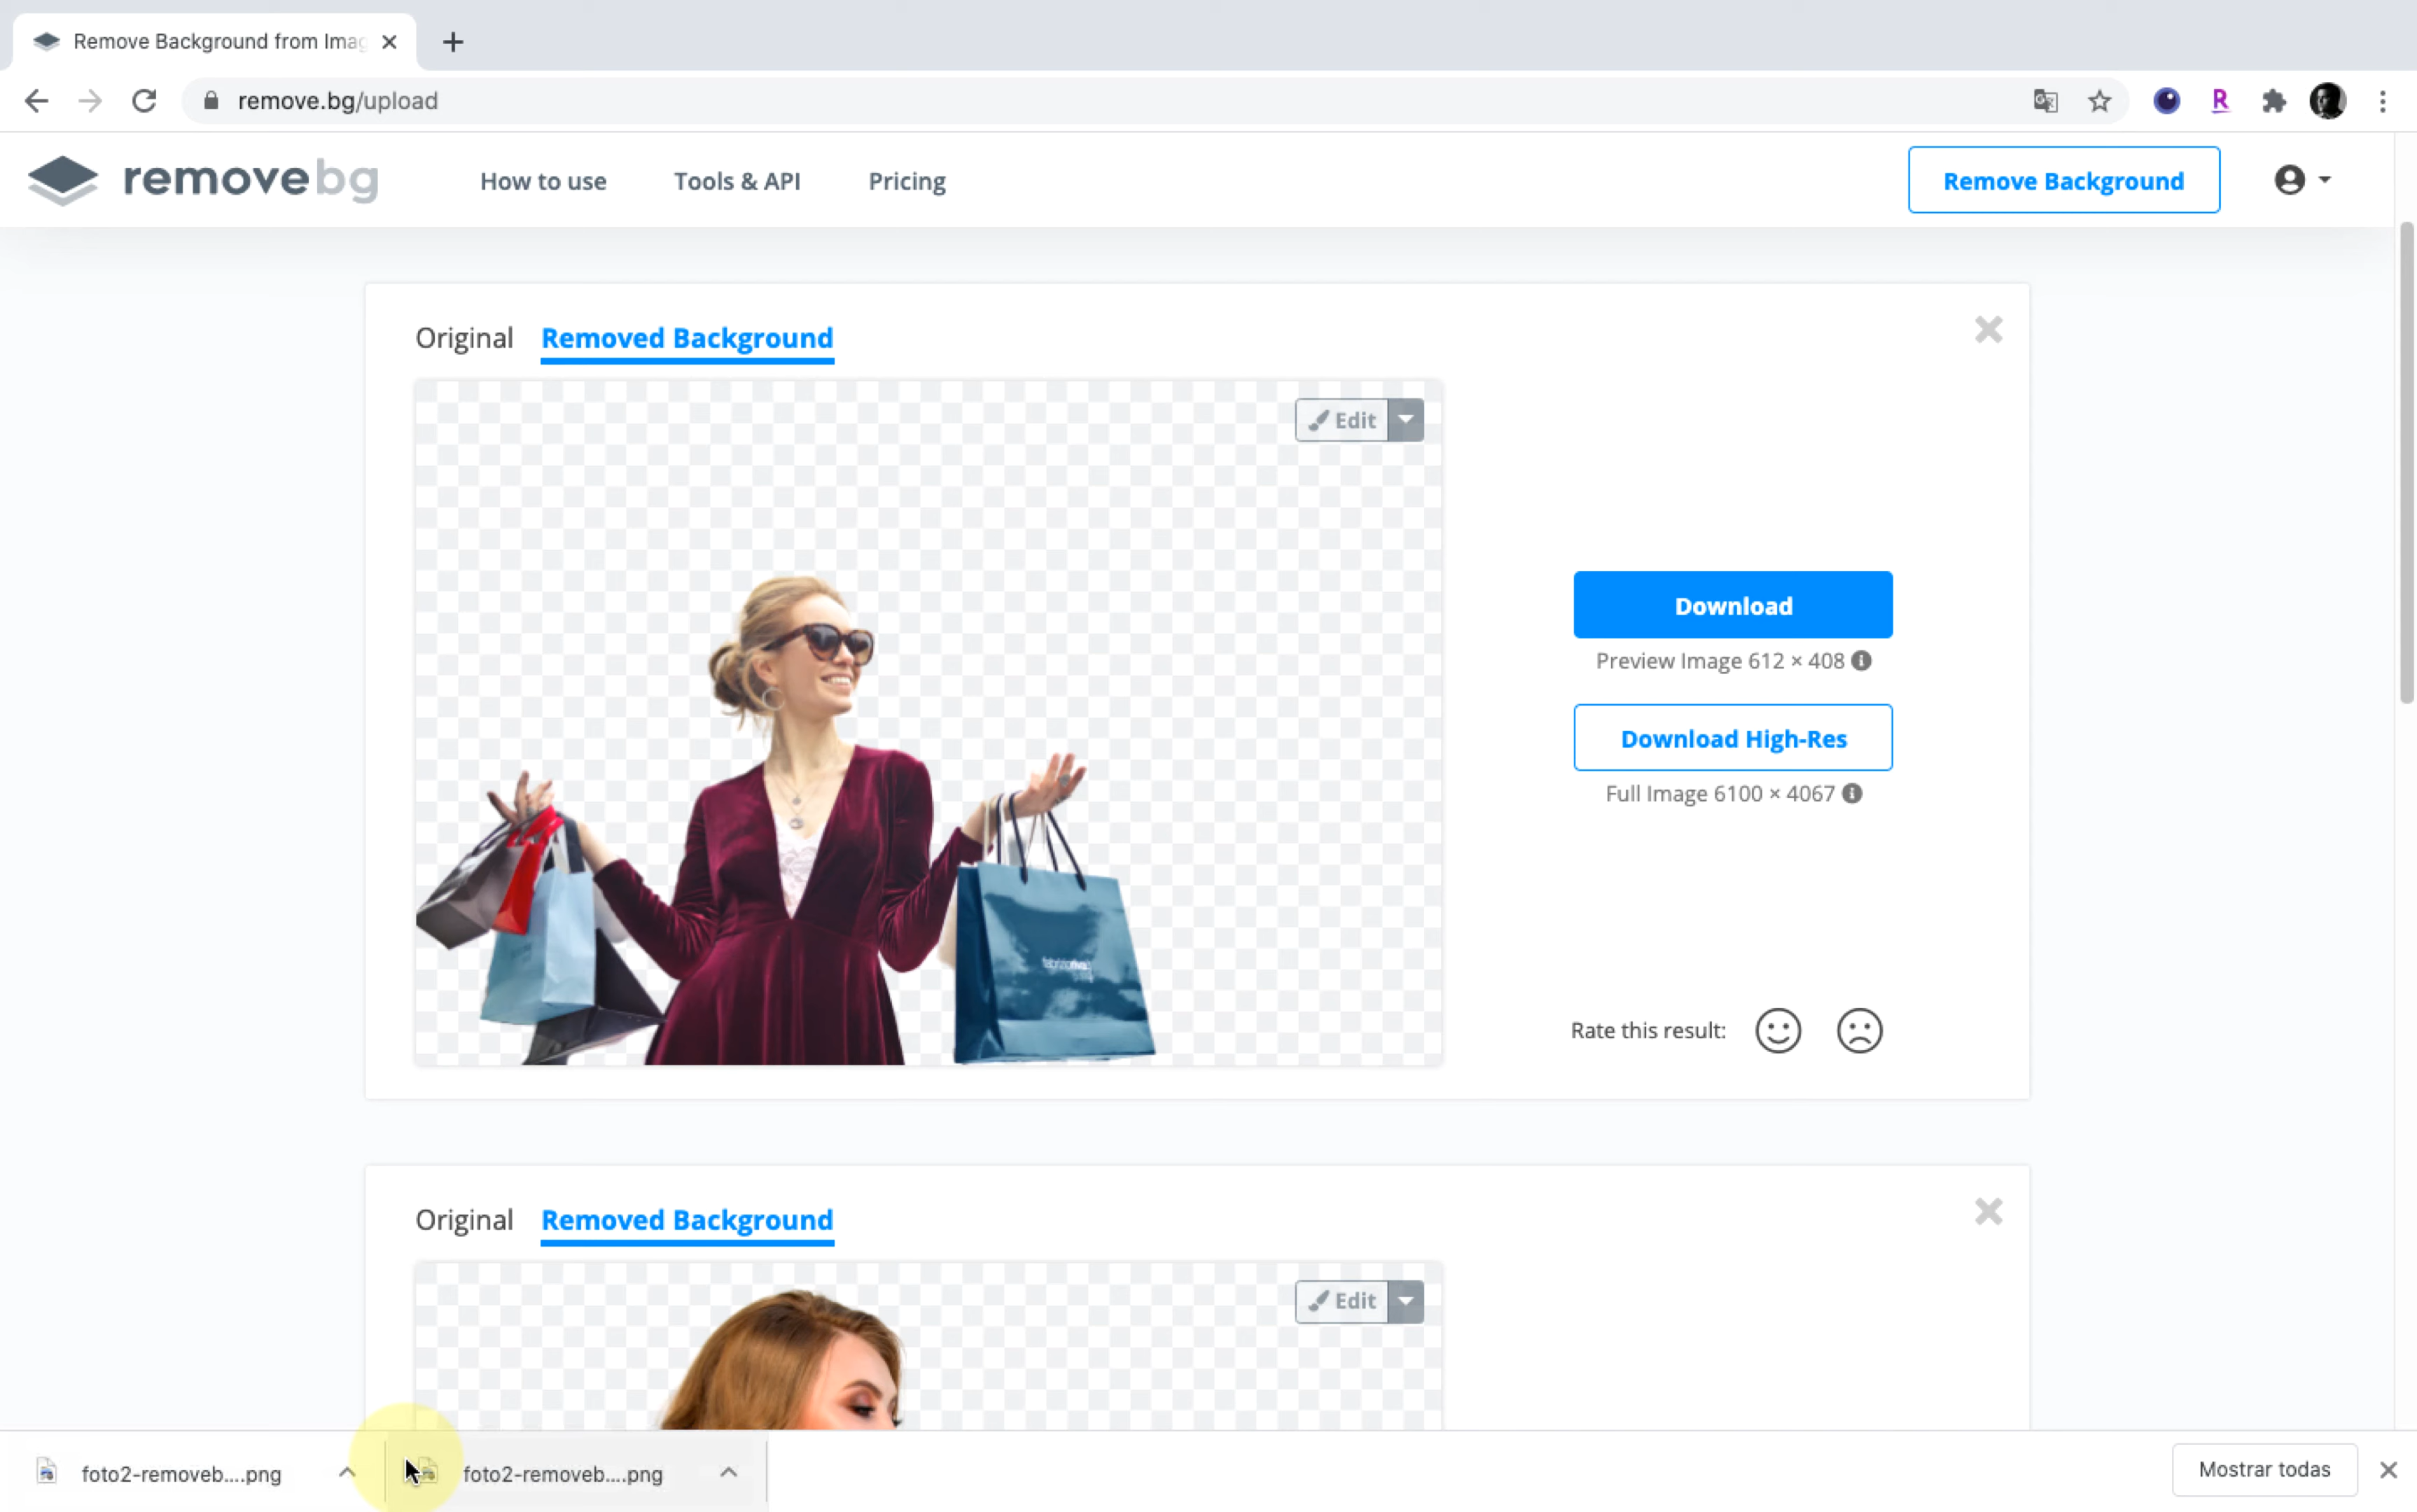 Remove Background from Imag
remove.bg/upload
removebg
How to use
Tools & API
Pricing
Remove Background
Original
Removed Background
Edit
Download
Preview Image 612 × 408
Download High-Res
Full Image 6100 × 4067
Rate this result:
Original
Removed Background
Edit
foto2-removeb....png
foto2-removeb....png
Mostrar todas